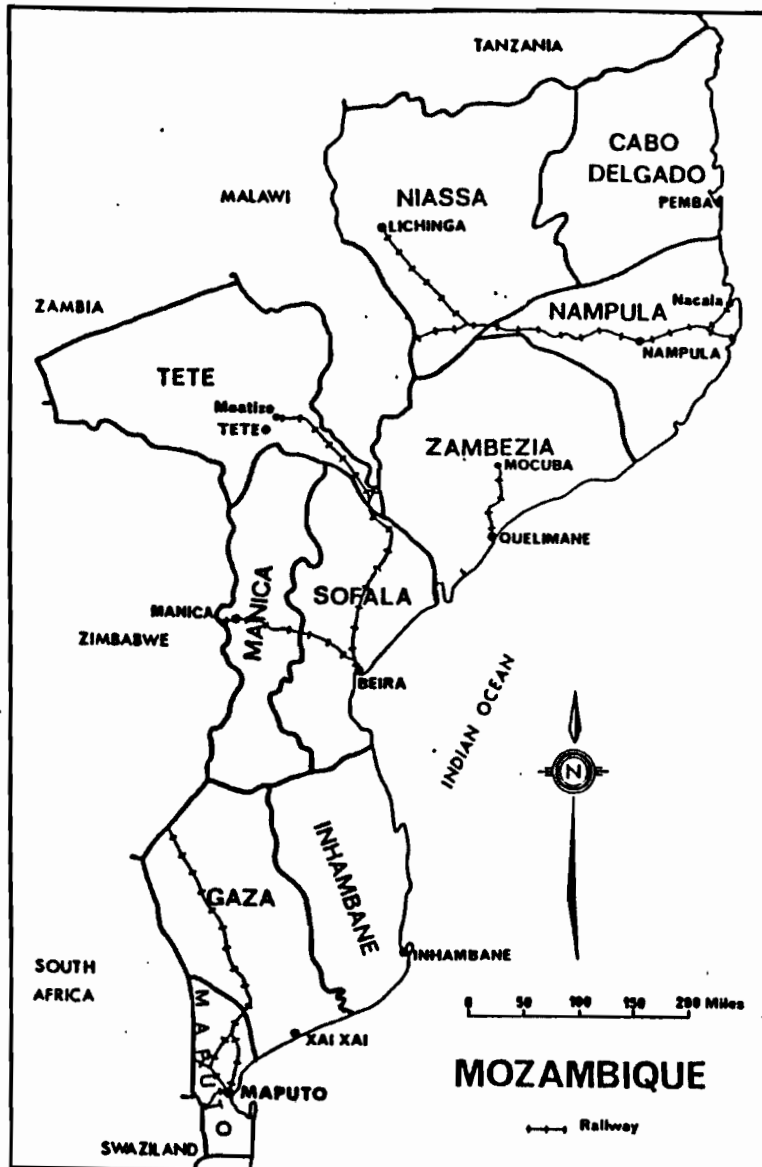 TANZANIA
CABO
DELGADO
PEMBA
MALAWI
NIASSA
LICHINGA
ZAMBIA
NAMPULA
Nacala
NAMPULA
TETE
Moatize
TETE
ZAMBEZIA
MOCUBA
QUELIMANE
MANICA
SOFALA
MANICA
ZIMBABWE
BEIRA
INDIAN OCEAN
N
INHAMBANE
GAZA
INHAMBANE
SOUTH
AFRICA
MAPUTO
XAI XAI
MAPUTO
SWAZILAND
0 50 100 150 200 Miles
MOZAMBIQUE
Railway